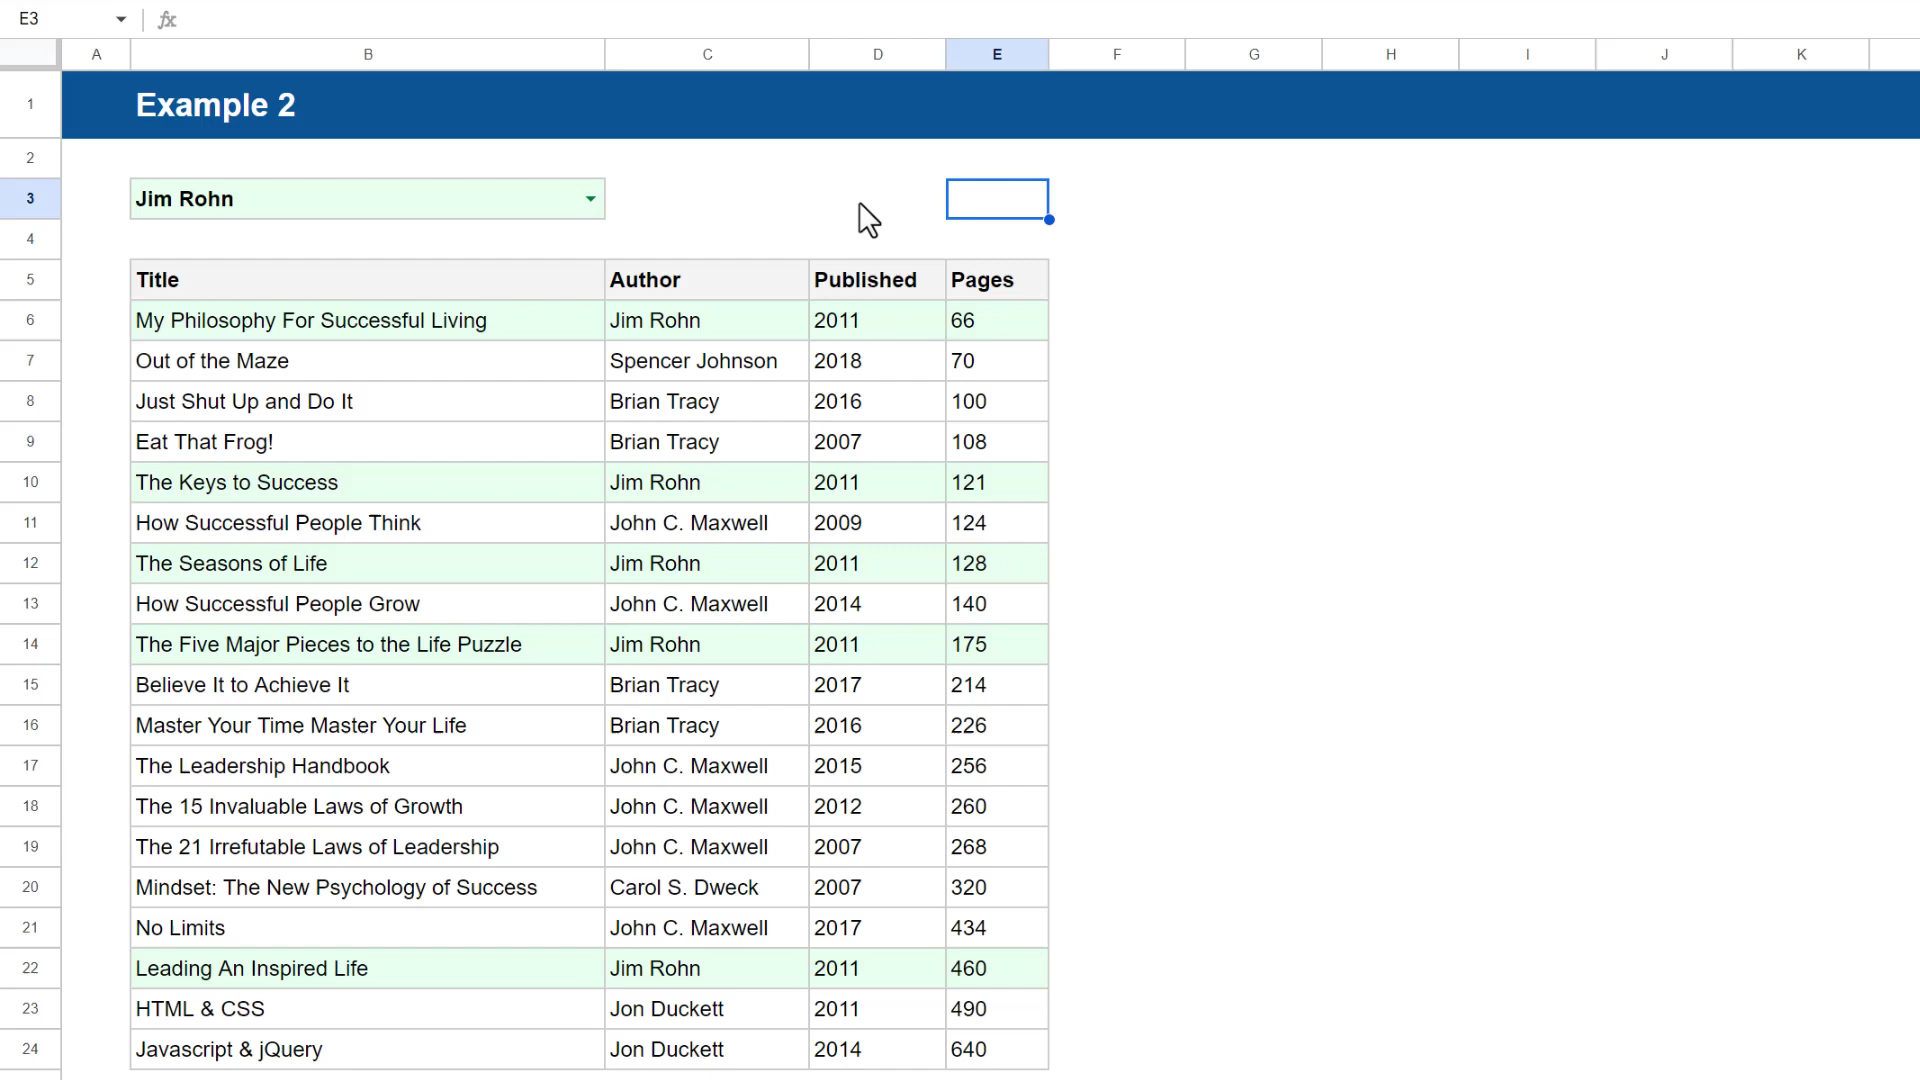 E3 fx
A B C D E F G H I J K
1 Example 2
2
3 Jim Rohn
4
5 Title Author Published Pages
6 My Philosophy For Successful Living Jim Rohn 2011 66
7 Out of the Maze Spencer Johnson 2018 70
8 Just Shut Up and Do It Brian Tracy 2016 100
9 Eat That Frog! Brian Tracy 2007 108
10 The Keys to Success Jim Rohn 2011 121
11 How Successful People Think John C. Maxwell 2009 124
12 The Seasons of Life Jim Rohn 2011 128
13 How Successful People Grow John C. Maxwell 2014 140
14 The Five Major Pieces to the Life Puzzle Jim Rohn 2011 175
15 Believe It to Achieve It Brian Tracy 2017 214
16 Master Your Time Master Your Life Brian Tracy 2016 226
17 The Leadership Handbook John C. Maxwell 2015 256
18 The 15 Invaluable Laws of Growth John C. Maxwell 2012 260
19 The 21 Irrefutable Laws of Leadership John C. Maxwell 2007 268
20 Mindset: The New Psychology of Success Carol S. Dweck 2007 320
21 No Limits John C. Maxwell 2017 434
22 Leading An Inspired Life Jim Rohn 2011 460
23 HTML & CSS Jon Duckett 2011 490
24 Javascript & jQuery Jon Duckett 2014 640